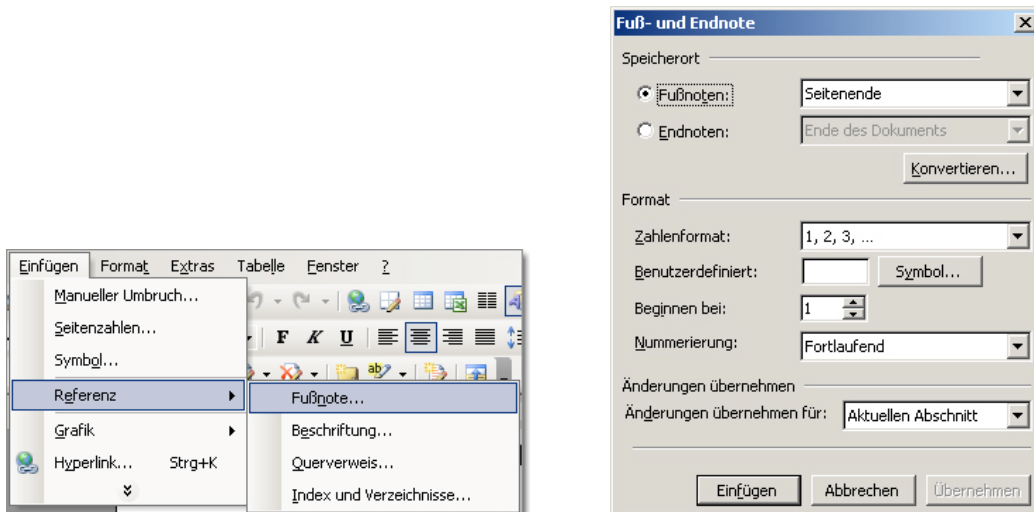 Einfügen Format Extras Tabelle Fenster ?
Manueller Umbruch...
Seitenzahlen...
Symbol...
F K U
Referenz
Grafik
Hyperlink... Strg+K
Fußnote...
Beschriftung...
Querverweis...
Index und Verzeichnisse...
Fuß- und Endnote
Speicherort
Fußnoten: Seitenende
Endnoten: Ende des Dokuments
Konvertieren...
Format
Zahlenformat: 1, 2, 3, ...
Benutzerdefiniert: Symbol...
Beginnen bei: 1
Nummerierung: Fortlaufend
Änderungen übernehmen
Änderungen übernehmen für: Aktuellen Abschnitt
Einfügen Abbrechen Übernehmen